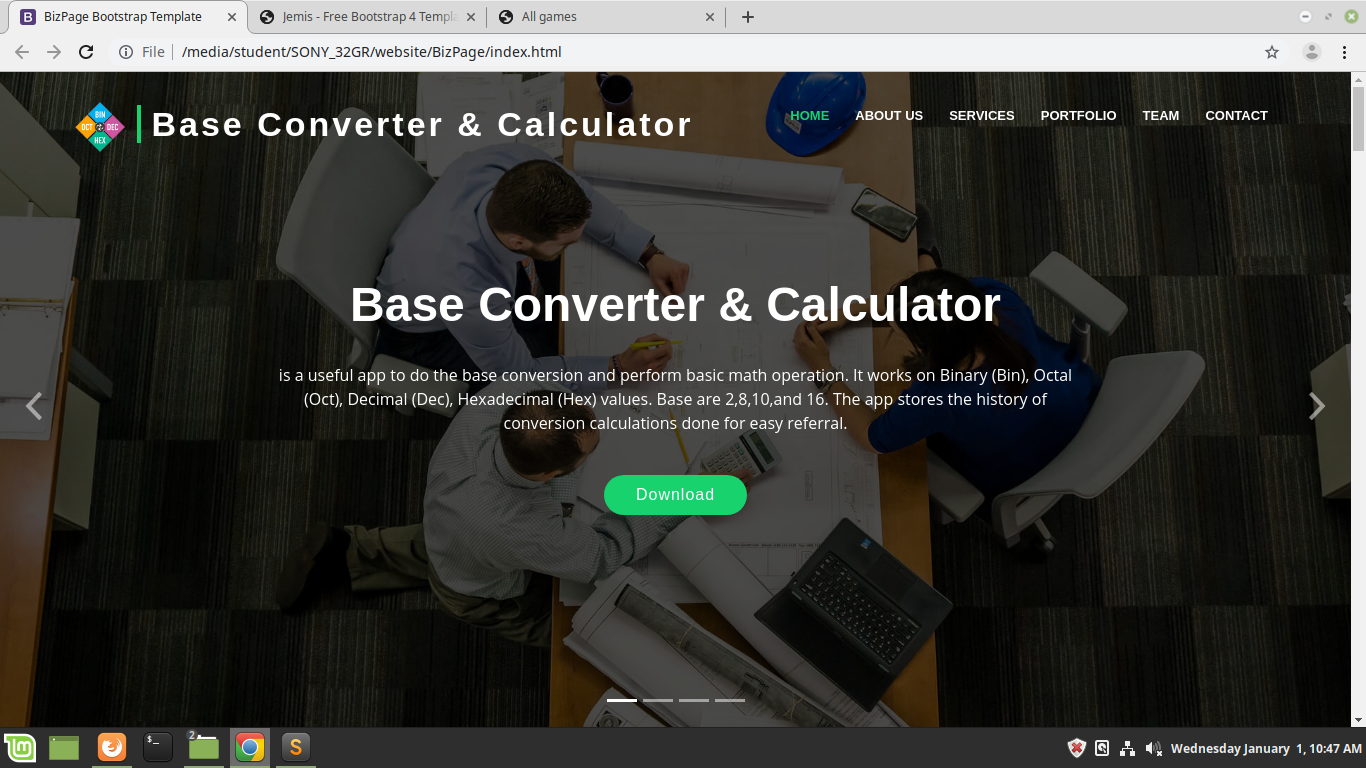 BizPage Bootstrap Template
Jemis - Free Bootstrap 4 Templa
All games
File
/media/student/SONY_32GR/website/BizPage/index.html
BIN
OCT
DEC
HEX
Base Converter & Calculator
HOME
ABOUT US
SERVICES
PORTFOLIO
TEAM
CONTACT
Base Converter & Calculator
is a useful app to do the base conversion and perform basic math operation. It works on Binary (Bin), Octal
(Oct), Decimal (Dec), Hexadecimal (Hex) values. Base are 2,8,10,and 16. The app stores the history of
conversion calculations done for easy referral.
Download
2
Wednesday January 1, 10:47 AM